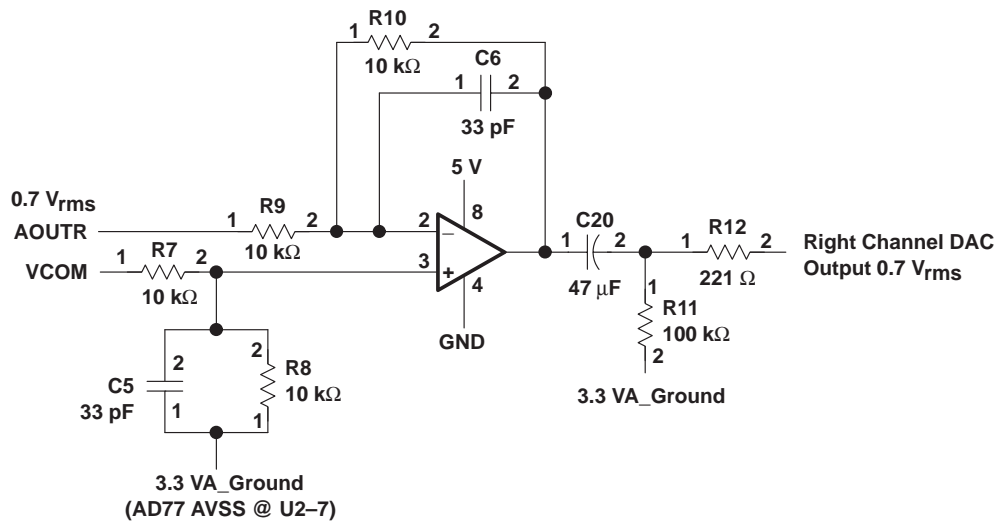 R10
1 2
10 kΩ
C6
1 2
33 pF
5 V
8
0.7 Vrms
AOUTR
1 R9 2
10 kΩ
2 −
VCOM
1 R7 2
10 kΩ
3 +
4
GND
C20
1 2
47 μF
1 R12 2
221 Ω
Right Channel DAC
Output 0.7 Vrms
1
R11
100 kΩ
2
3.3 VA_Ground
2
C5
33 pF
1
2
R8
10 kΩ
1
3.3 VA_Ground
(AD77 AVSS @ U2–7)